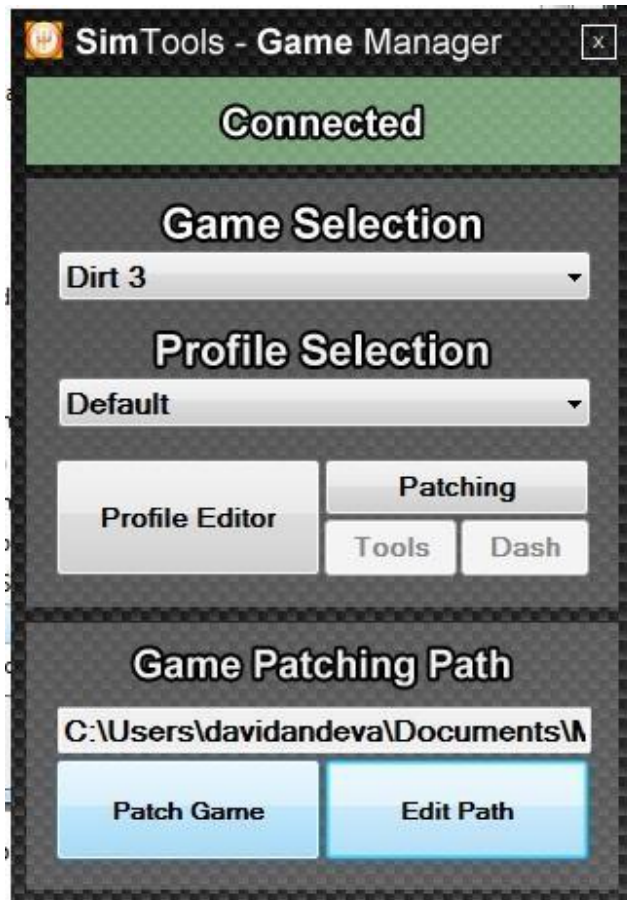 SimTools - Game Manager
x
Connected
Game Selection
Dirt 3
Profile Selection
Default
Profile Editor
Patching
Tools
Dash
Game Patching Path
C:\Users\davidandeva\Documents\
Patch Game
Edit Path